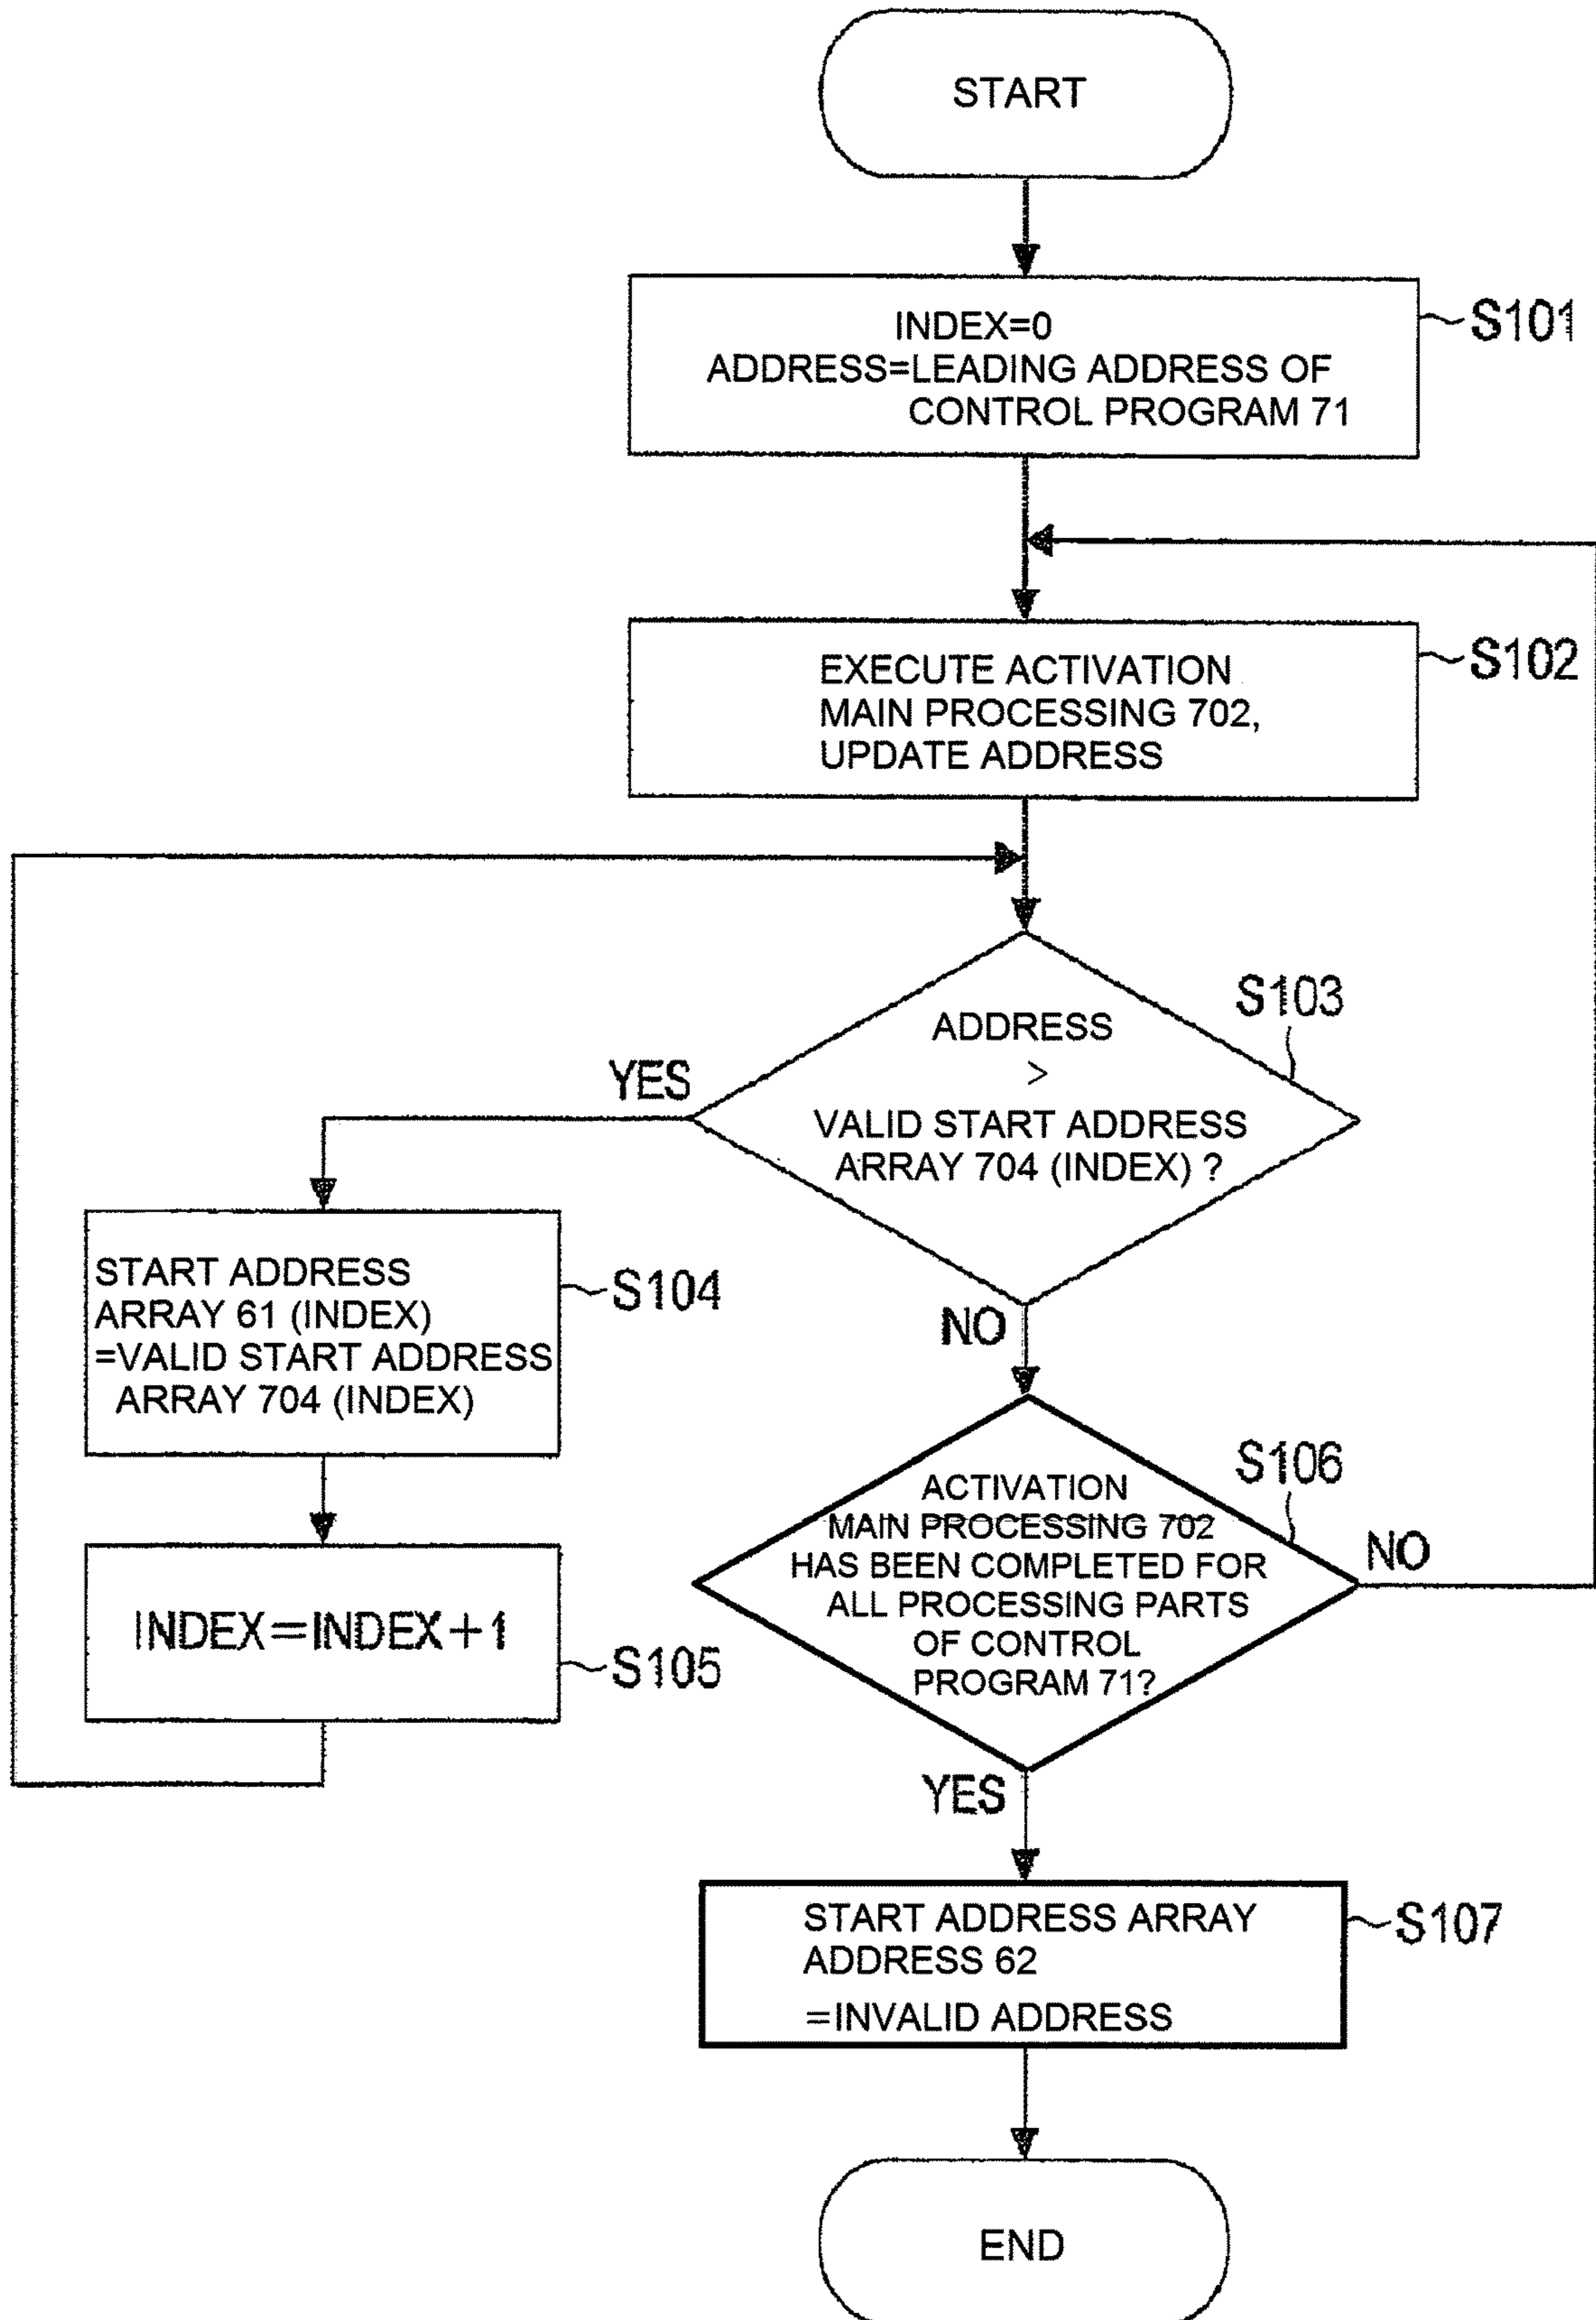 START
INDEX=0
ADDRESS=LEADING ADDRESS OF
CONTROL PROGRAM 71
S101
EXECUTE ACTIVATION
MAIN PROCESSING 702,
UPDATE ADDRESS
S102
ADDRESS
>
VALID START ADDRESS
ARRAY 704 (INDEX) ?
S103
YES
NO
START ADDRESS
ARRAY 61 (INDEX)
=VALID START ADDRESS
ARRAY 704 (INDEX)
S104
INDEX=INDEX+1
S105
ACTIVATION
MAIN PROCESSING 702
HAS BEEN COMPLETED FOR
ALL PROCESSING PARTS
OF CONTROL
PROGRAM 71?
S106
NO
YES
START ADDRESS ARRAY
ADDRESS 62
=INVALID ADDRESS
S107
END